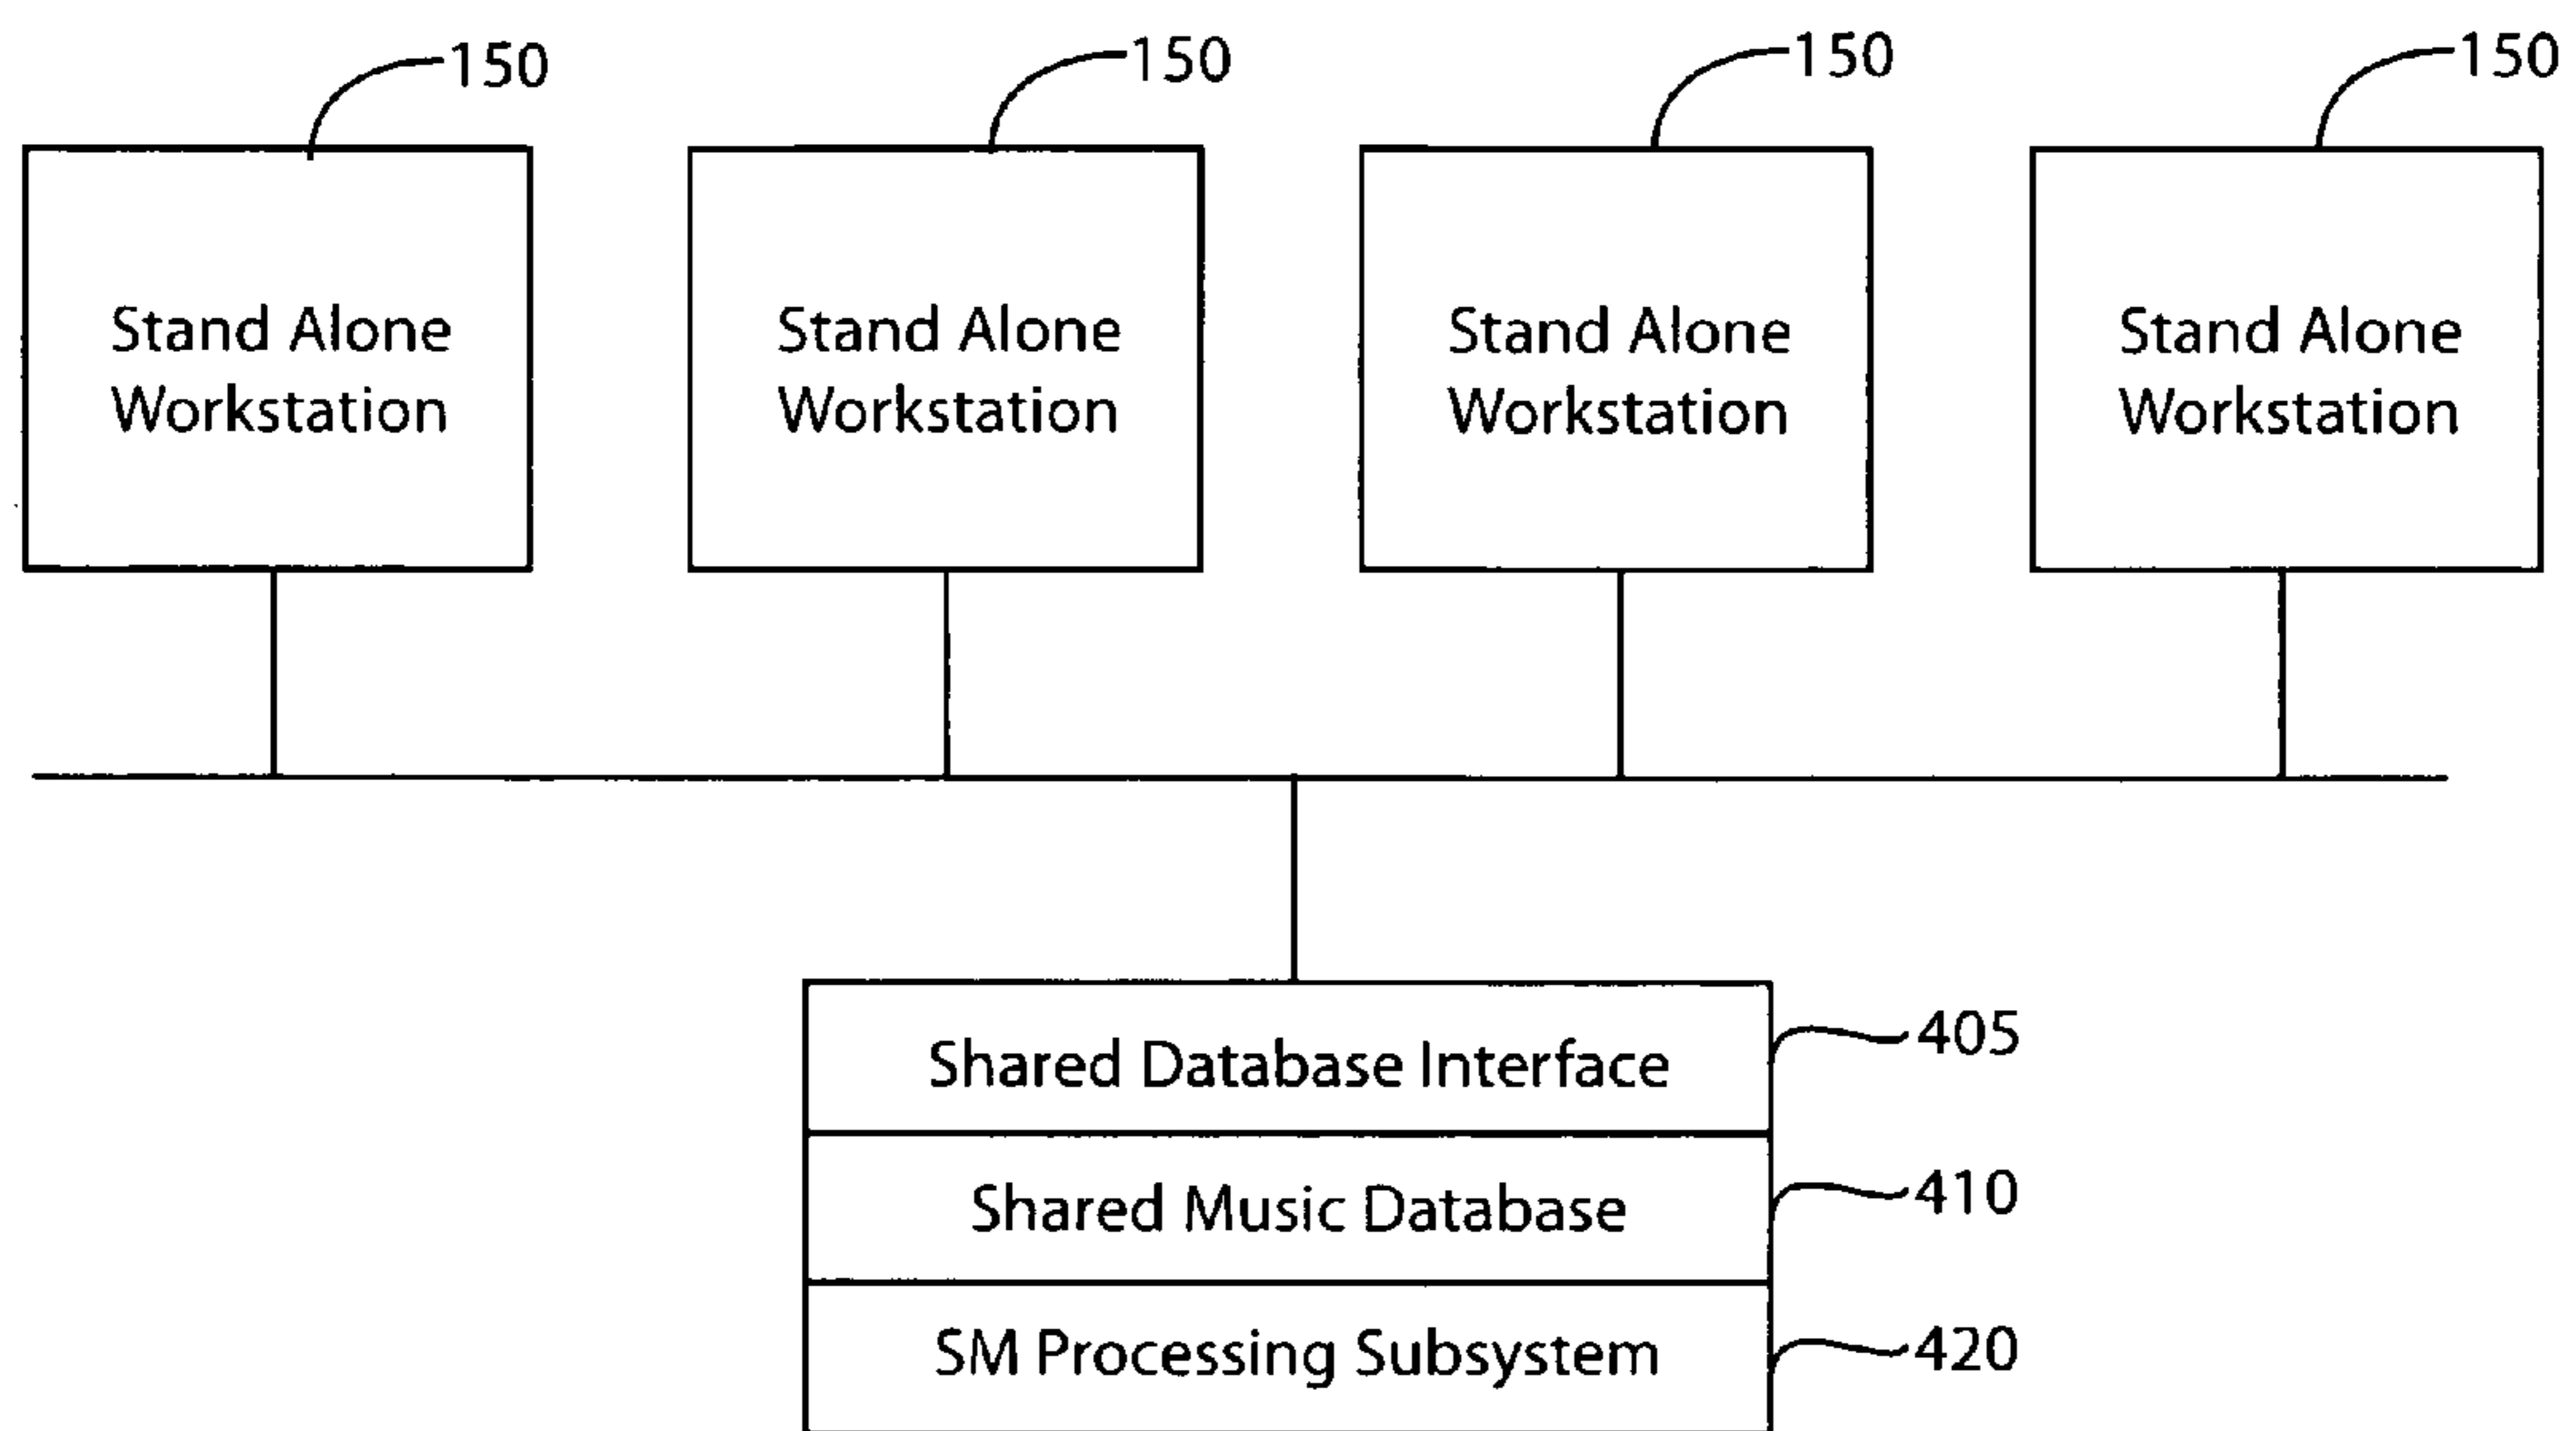 150 150 150 150
Stand Alone Stand Alone Stand Alone Stand Alone
Workstation Workstation Workstation Workstation
Shared Database Interface 405
Shared Music Database 410
SM Processing Subsystem 420